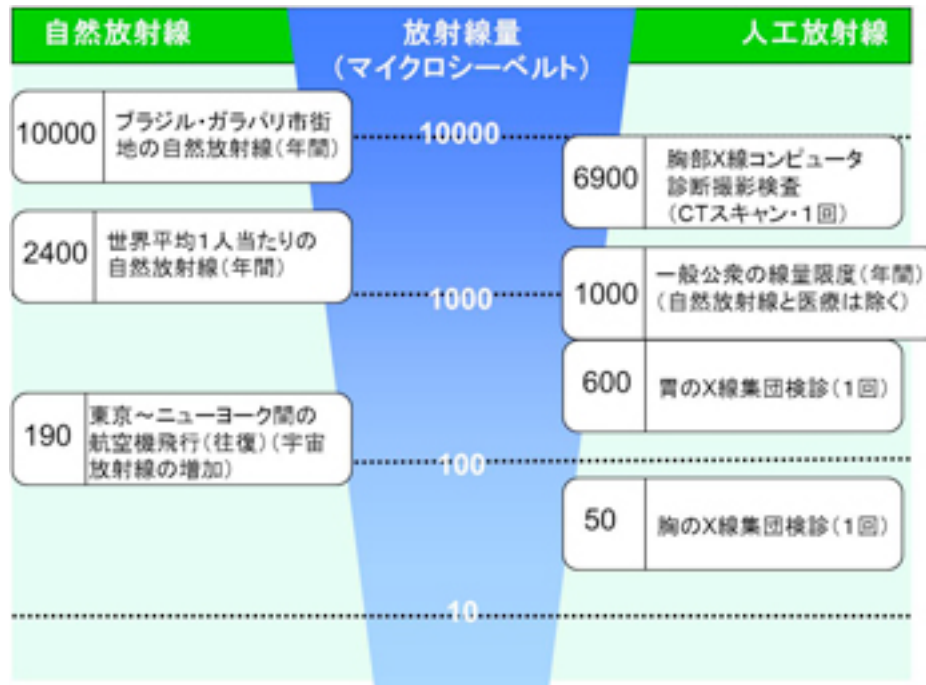 自然放射線
放射線量
(マイクロシーベルト)
人工放射線
10000
ブラジル・ガラパリ市街
地の自然放射線(年間)
10000
6900
胸部X線コンピュータ
診断撮影検査
(CTスキャン・1回)
2400
世界平均1人当たりの
自然放射線(年間)
1000
1000
一般公衆の線量限度(年間)
(自然放射線と医療は除く)
600
胃のX線集団検診(1回)
190
東京~ニューヨーク間の
航空機飛行(往復)(宇宙
放射線の増加)
100
50
胸のX線集団検診(1回)
10